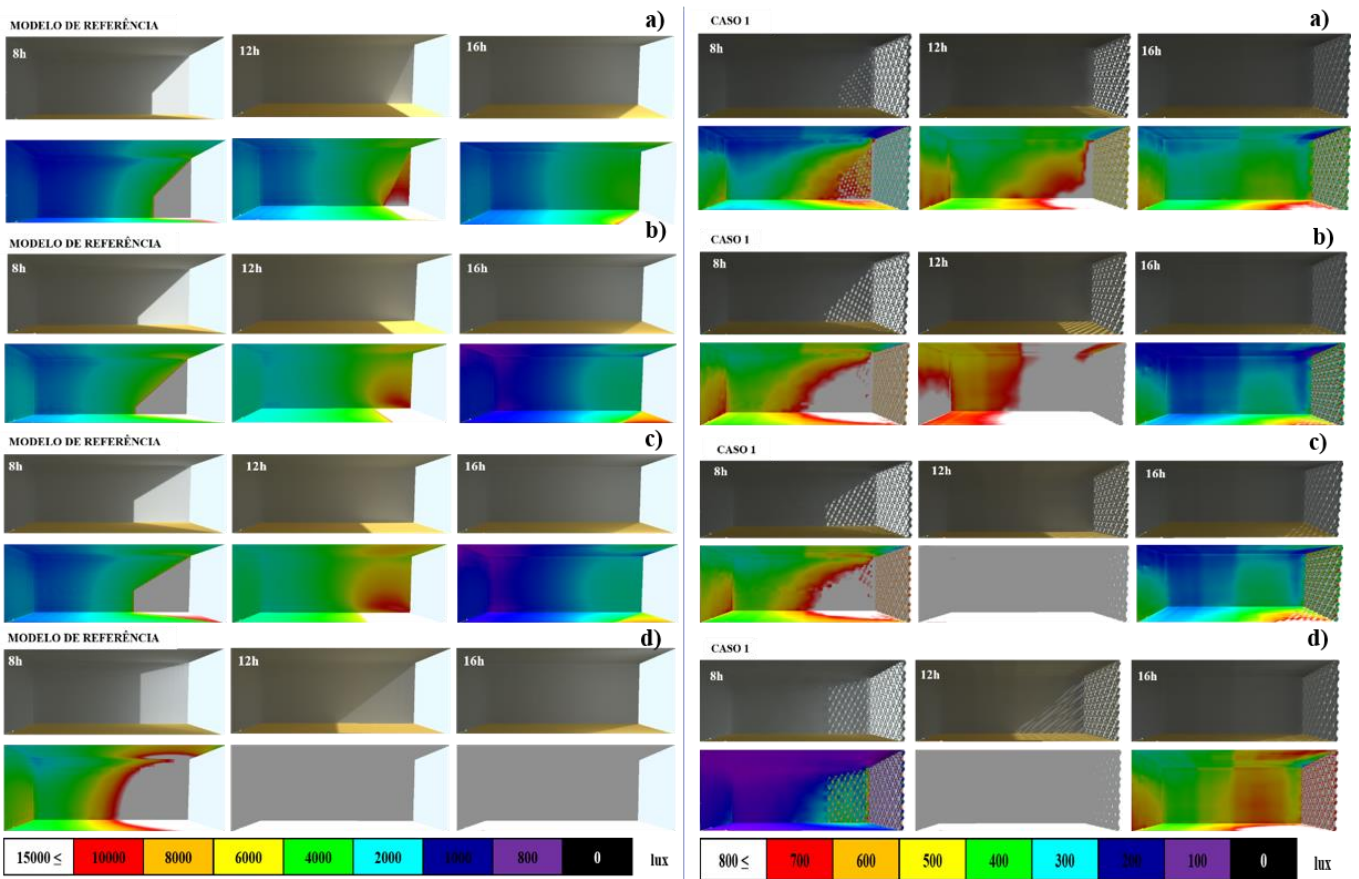 MODELO DE REFERÊNCIA a)
8h 12h 16h
MODELO DE REFERÊNCIA b)
8h 12h 16h
MODELO DE REFERÊNCIA c)
8h 12h 16h
MODELO DE REFERÊNCIA d)
8h 12h 16h
15000 ≤ 10000 8000 6000 4000 2000 1000 800 0 lux
CASO 1 a)
8h 12h 16h
CASO 1 b)
8h 12h 16h
CASO 1 c)
8h 12h 16h
CASO 1 d)
8h 12h 16h
800 ≤ 700 600 500 400 300 200 100 0 lux